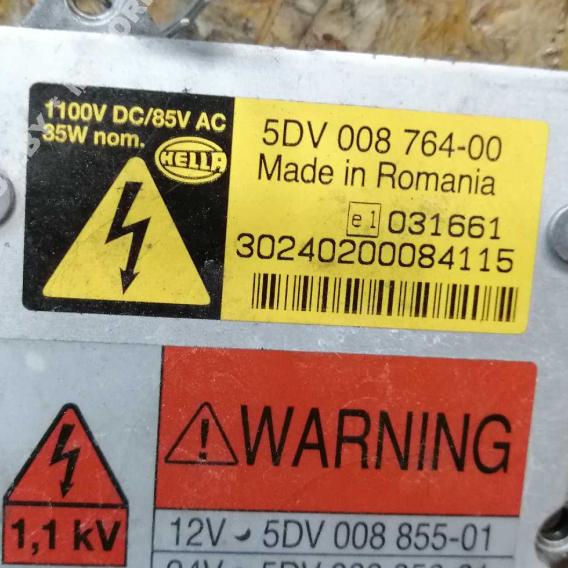 1100V DC/85V AC
35W nom.
HELLA
5DV 008 764-00
Made in Romania
e1 031661
30240200084115
WARNING
1,1 kV
12V 5DV 008 855-01
24V